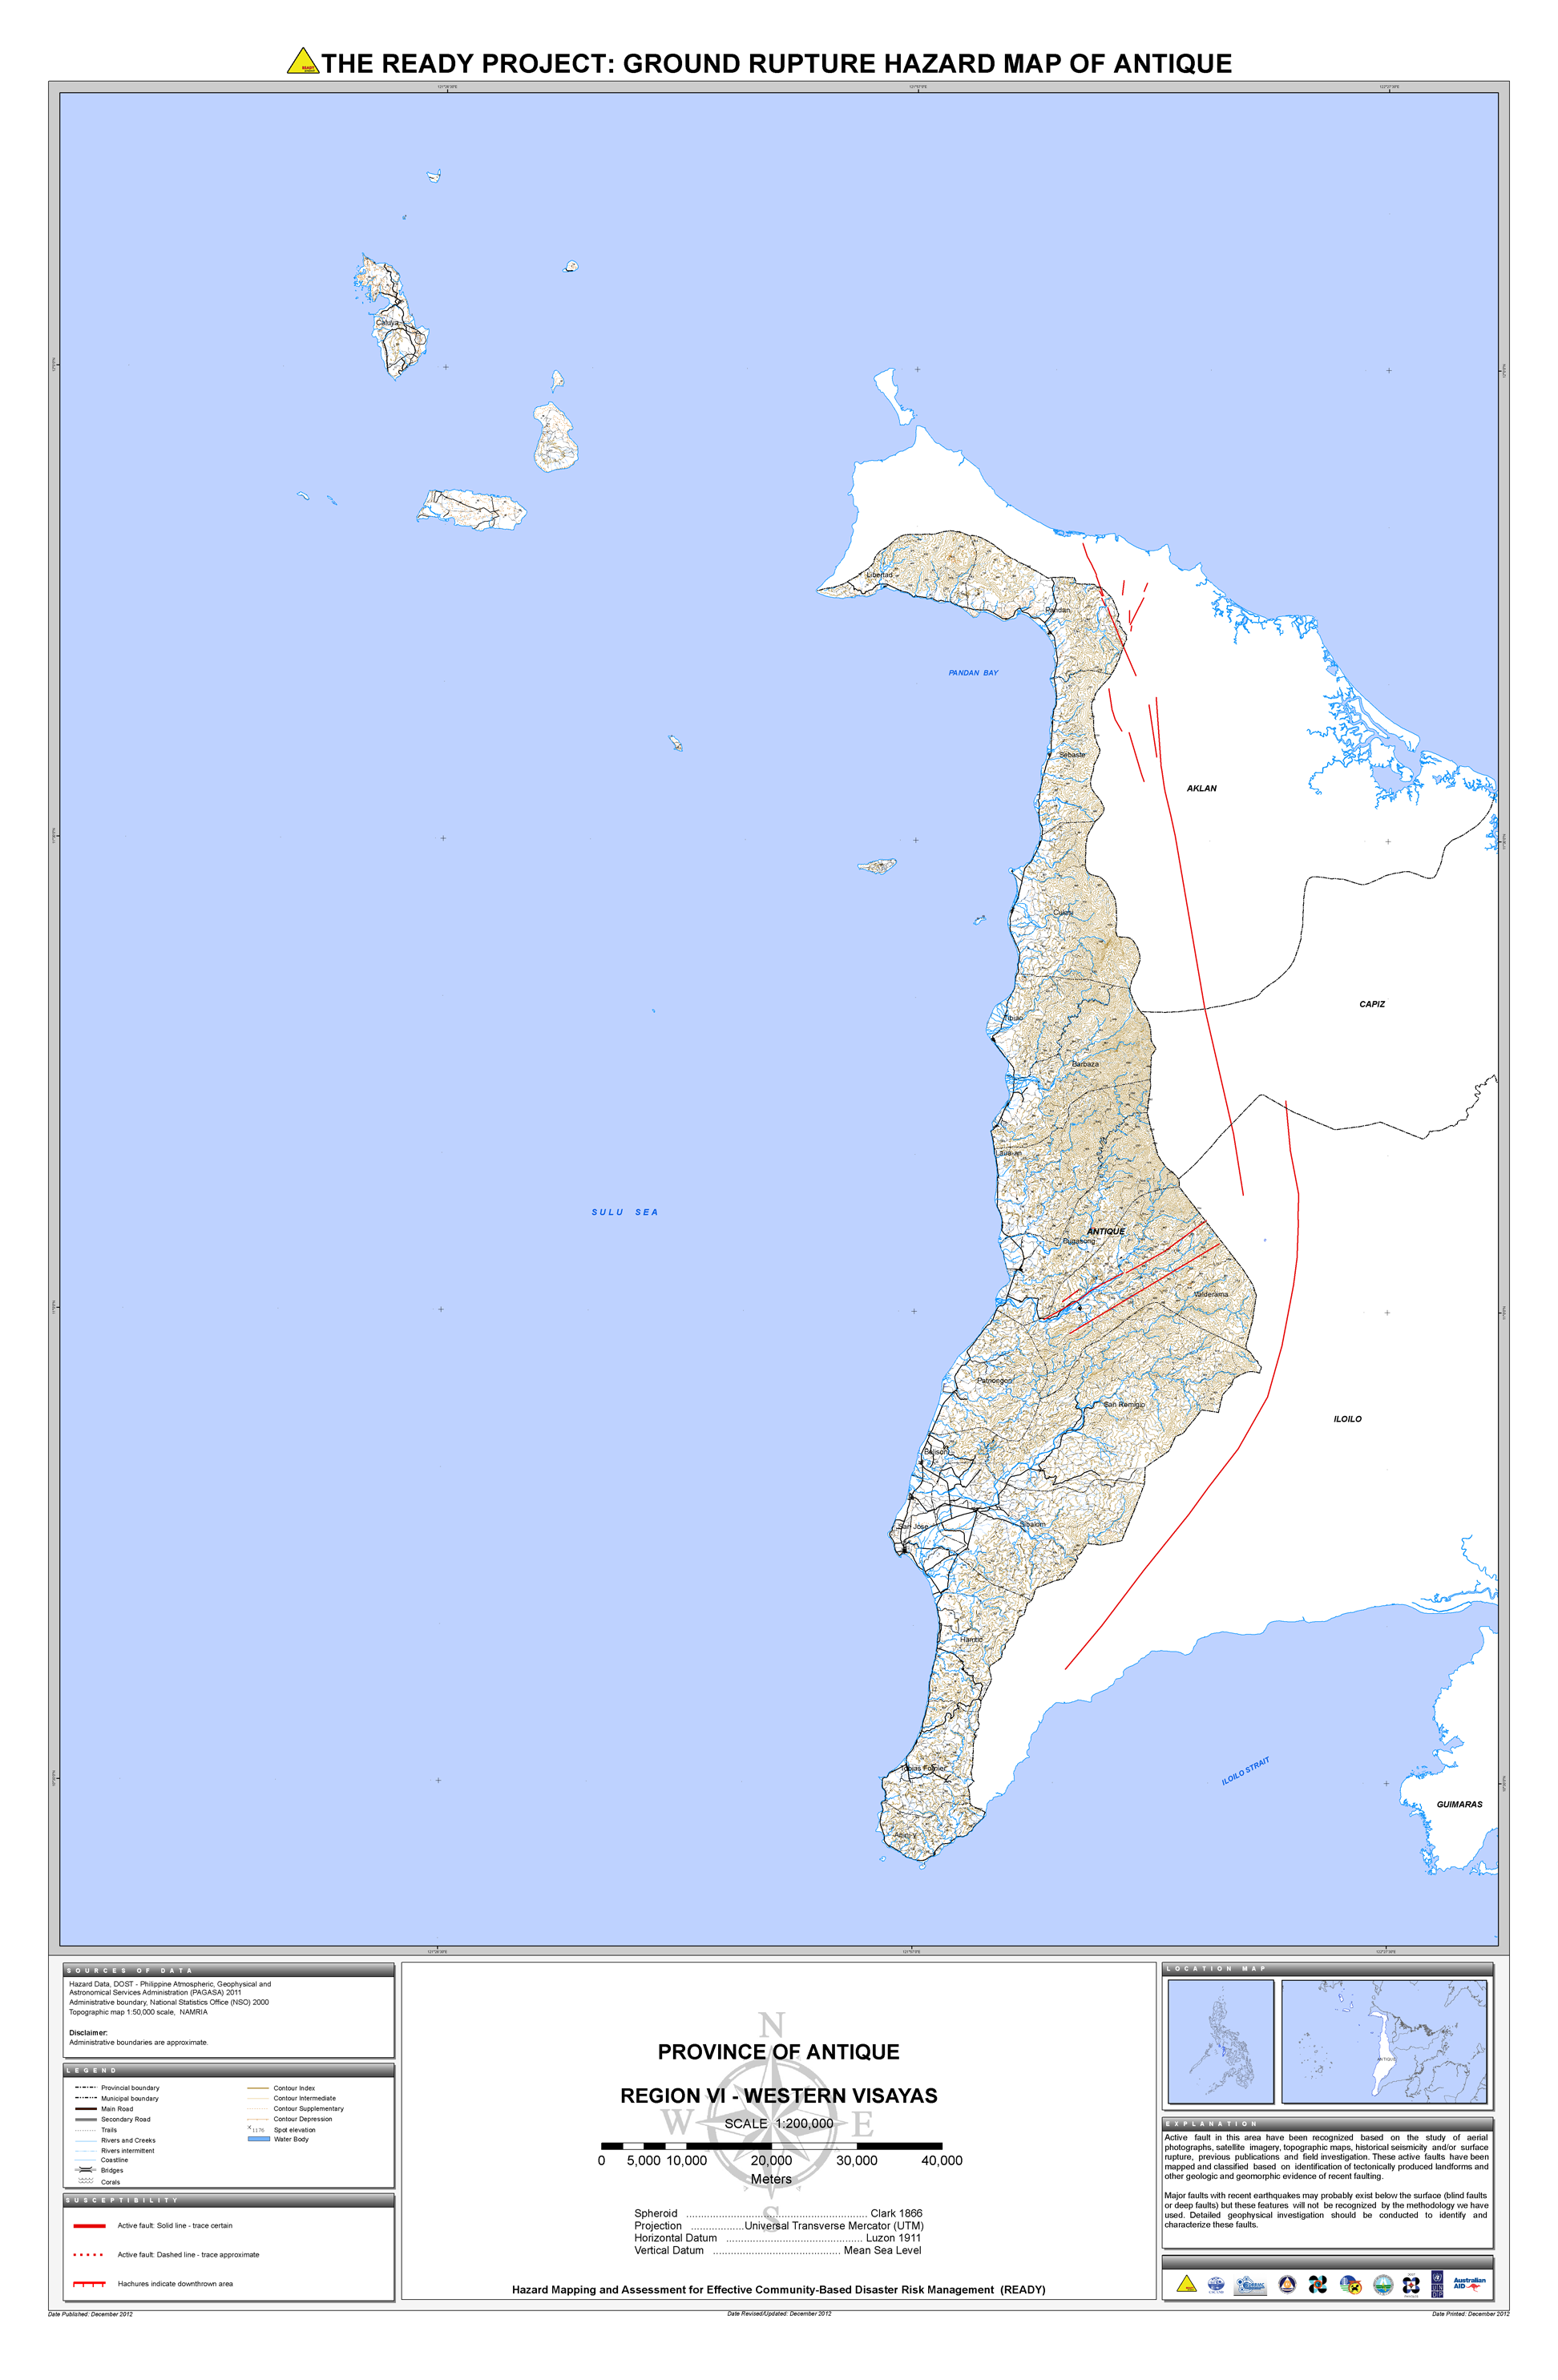 THE READY PROJECT: GROUND RUPTURE HAZARD MAP OF ANTIQUE
Caluya
Libertad
Pandan
PANDAN BAY
Sebaste
AKLAN
Culasi
CAPIZ
Tibiao
Barbaza
Laua-an
SULU SEA
ANTIQUE
Bugasong
Valderama
Patnongon
San Remigio
ILOILO
Belison
San Jose
Sibalom
Hamtic
Tobias Fornier
ILOILO STRAIT
GUIMARAS
Anini-y
SOURCES OF DATA
Hazard Data, DOST - Philippine Atmospheric, Geophysical and
Astronomical Services Administration (PAGASA) 2011
Administrative boundary, National Statistics Office (NSO) 2000
Topographic map 1:50,000 scale, NAMRIA
Disclaimer:
Administrative boundaries are approximate.
LEGEND
Provincial boundary
Municipal boundary
Main Road
Secondary Road
Trails
Rivers and Creeks
Rivers intermittent
Coastline
Bridges
Corals
Contour Index
Contour Intermediate
Contour Supplementary
Contour Depression
1176 Spot elevation
Water Body
SUSCEPTIBILITY
Active fault: Solid line - trace certain
Active fault: Dashed line - trace approximate
Hachures indicate downthrown area
N
PROVINCE OF ANTIQUE
REGION VI - WESTERN VISAYAS
W E
SCALE 1:200,000
0 5,000 10,000 20,000 30,000 40,000
Meters
S
Spheroid ........ Clark 1866
Projection ........ Universal Transverse Mercator (UTM)
Horizontal Datum ........ Luzon 1911
Vertical Datum ........ Mean Sea Level
Hazard Mapping and Assessment for Effective Community-Based Disaster Risk Management (READY)
LOCATION MAP
ANTIQUE
EXPLANATION
Active fault in this area have been recognized based on the study of aerial
photographs, satellite imagery, topographic maps, historical seismicity and/or surface
rupture, previous publications and field investigation. These active faults have been
mapped and classified based on identification of tectonically produced landforms and
other geologic and geomorphic evidence of recent faulting.
Major faults with recent earthquakes may probably exist below the surface (blind faults
or deep faults) but these features will not be recognized by the methodology we have
used. Detailed geophysical investigation should be conducted to identify and
characterize these faults.
Australian
AID
Date Published: December 2012
Date Revised/Updated: December 2012
Date Printed: December 2012